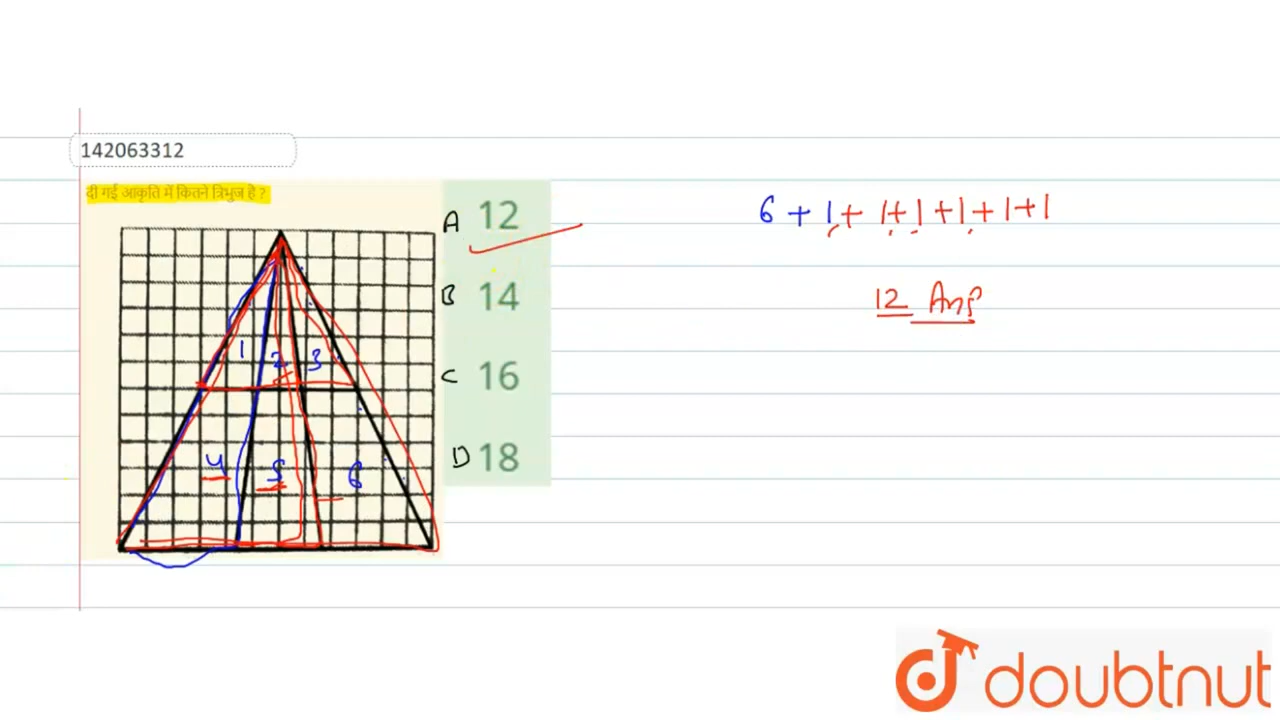 142063312
दी गई आकृति में कितने त्रिभुज है ?
A 12
B 14
C 16
D 18
1 2 3
4 5 6
6 + 1 + 1 + 1 + 1 + 1 + 1
12 Ans
doubtnut